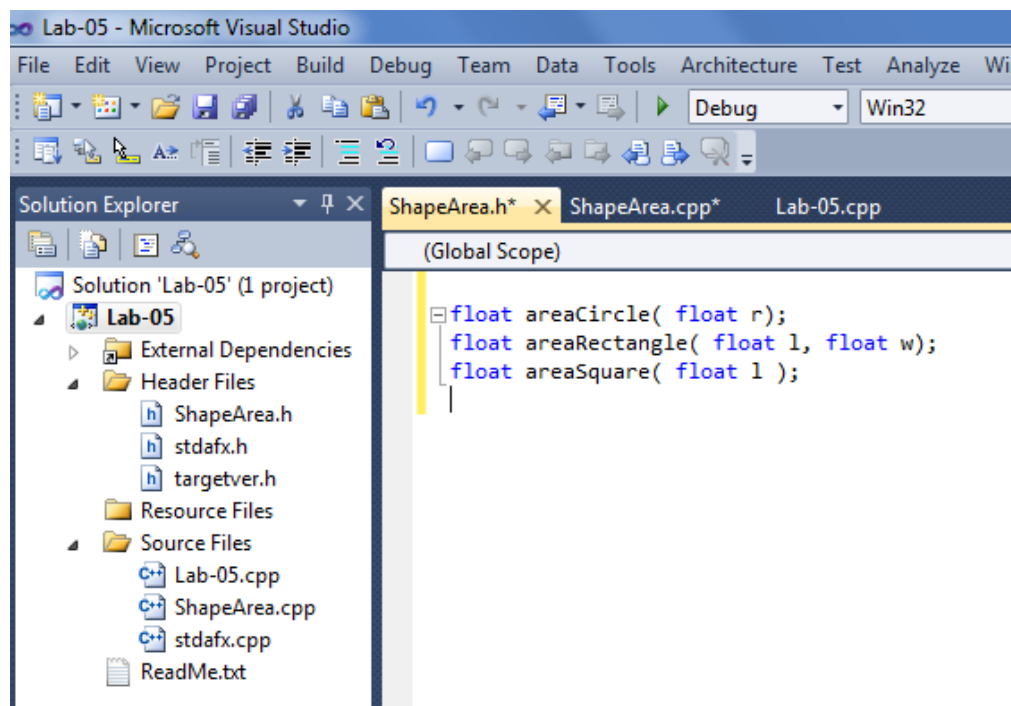 Lab-05 - Microsoft Visual Studio
File Edit View Project Build Debug Team Data Tools Architecture Test Analyze Wi
Debug Win32
Solution Explorer
ShapeArea.h* ShapeArea.cpp* Lab-05.cpp
(Global Scope)
Solution 'Lab-05' (1 project)
Lab-05
External Dependencies
Header Files
ShapeArea.h
stdafx.h
targetver.h
Resource Files
Source Files
Lab-05.cpp
ShapeArea.cpp
stdafx.cpp
ReadMe.txt
float areaCircle( float r);
float areaRectangle( float l, float w);
float areaSquare( float l );